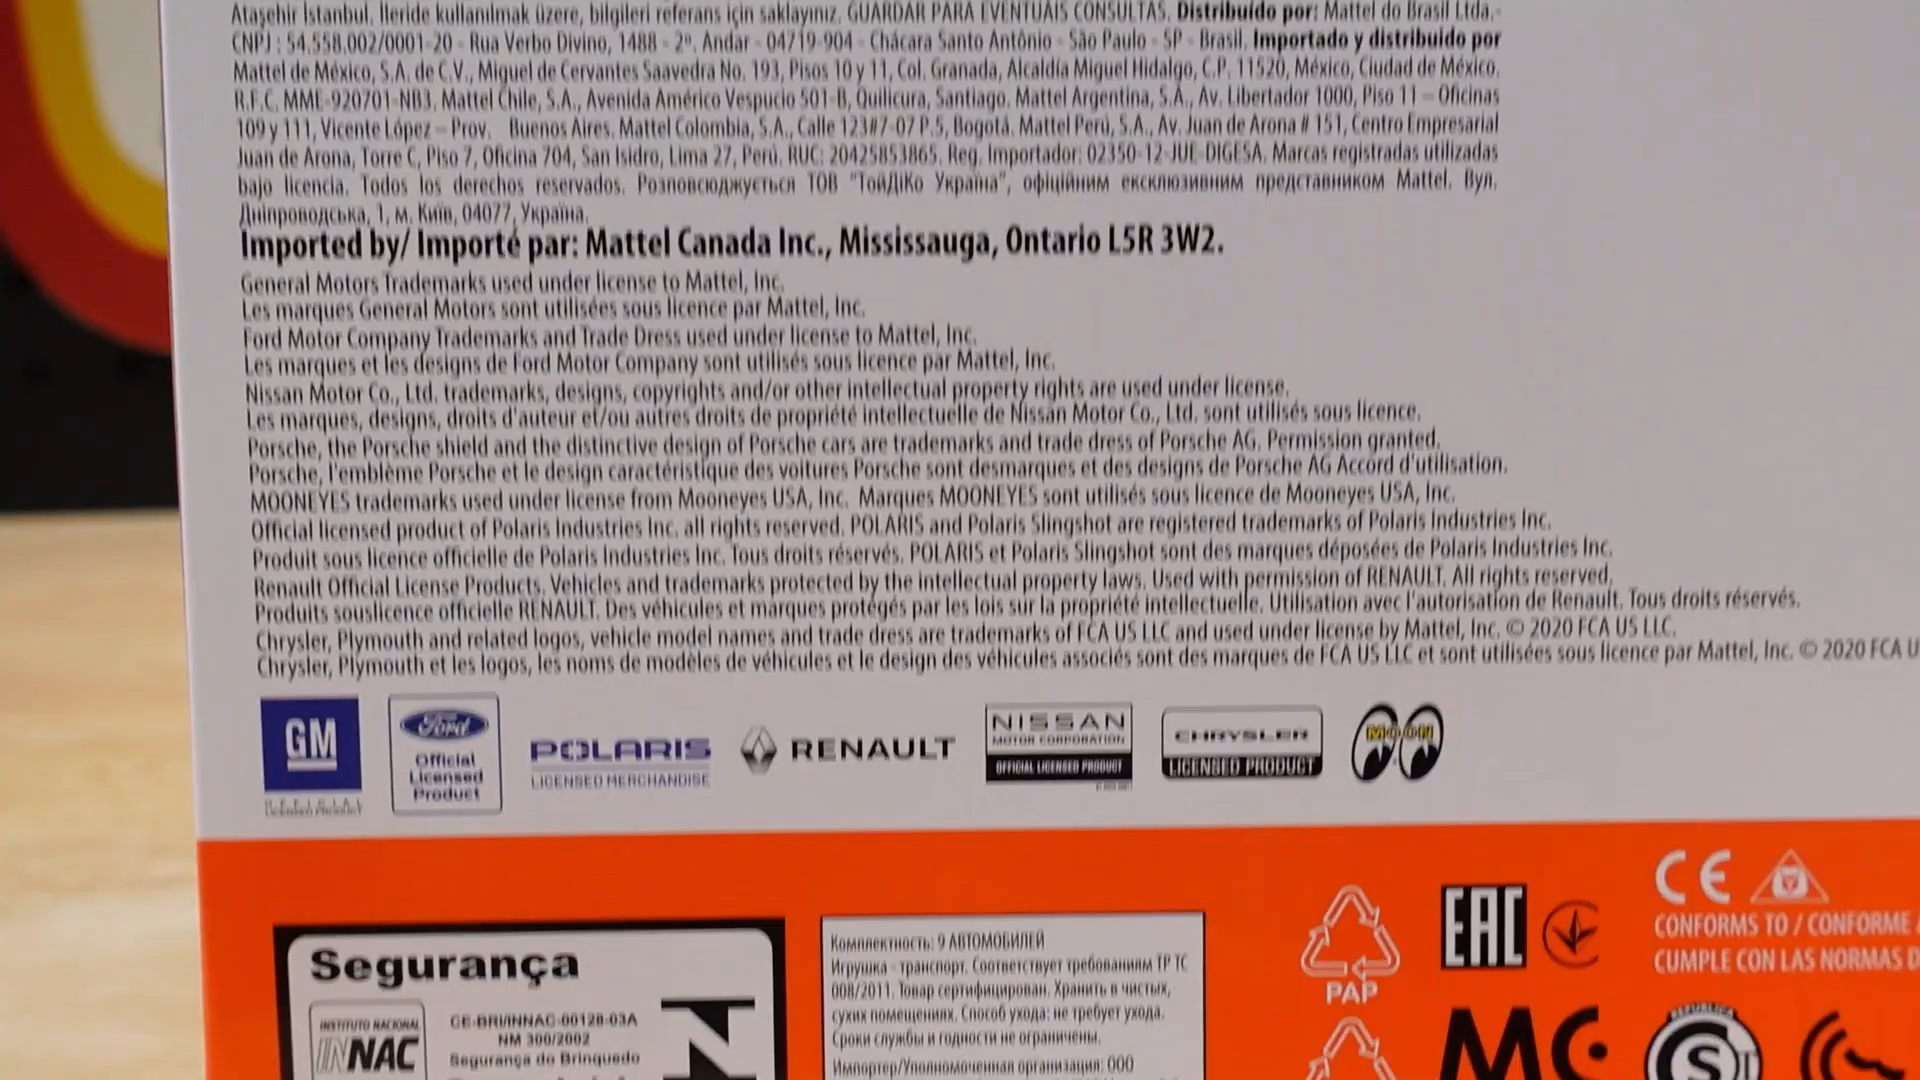 Ataşehir İstanbul. İleride kullanılmak üzere, bilgileri referans için saklayınız. GUARDAR PARA EVENTUAIS CONSULTAS. Distribuído por: Mattel do Brasil Ltda.-
CNPJ : 54.558.002/0001-20 - Rua Verbo Divino, 1488 - 2º. Andar - 04719-904 - Chácara Santo Antônio - São Paulo - SP - Brasil. Importado y distribuido por
Mattel de México, S.A. de C.V., Miguel de Cervantes Saavedra No. 193, Pisos 10 y 11, Col. Granada, Alcaldía Miguel Hidalgo, C.P. 11520, México, Ciudad de México.
R.F.C. MME-920701-NB3. Mattel Chile, S.A., Avenida Américo Vespucio 501-B, Quilicura, Santiago. Mattel Argentina, S.A., Av. Libertador 1000, Piso 11 – Oficinas
109 y 111, Vicente López – Prov. Buenos Aires. Mattel Colombia, S.A., Calle 123#7-07 P.5, Bogotá. Mattel Perú, S.A., Av. Juan de Arona # 151, Centro Empresarial
Juan de Arona, Torre C, Piso 7, Oficina 704, San Isidro, Lima 27, Perú. RUC: 20425853865. Reg. Importador: 02350-12-JUE-DIGESA. Marcas registradas utilizadas
bajo licencia. Todos los derechos reservados. Розповсюджується ТОВ "ТойДіКо Україна", офіційним ексклюзивним представником Mattel. Вул.
Дніпроводська, 1, м. Київ, 04077, Україна.
Imported by/ Importé par: Mattel Canada Inc., Mississauga, Ontario L5R 3W2.
General Motors Trademarks used under license to Mattel, Inc.
Les marques General Motors sont utilisées sous licence par Mattel, Inc.
Ford Motor Company Trademarks and Trade Dress used under license to Mattel, Inc.
Les marques et les designs de Ford Motor Company sont utilisés sous licence par Mattel, Inc.
Nissan Motor Co., Ltd. trademarks, designs, copyrights and/or other intellectual property rights are used under license.
Les marques, designs, droits d'auteur et/ou autres droits de propriété intellectuelle de Nissan Motor Co., Ltd. sont utilisés sous licence.
Porsche, the Porsche shield and the distinctive design of Porsche cars are trademarks and trade dress of Porsche AG. Permission granted.
Porsche, l'emblème Porsche et le design caractéristique des voitures Porsche sont desmarques et des designs de Porsche AG Accord d'utilisation.
MOONEYES trademarks used under license from Mooneyes USA, Inc. Marques MOONEYES sont utilisés sous licence de Mooneyes USA, Inc.
Official licensed product of Polaris Industries Inc. all rights reserved. POLARIS and Polaris Slingshot are registered trademarks of Polaris Industries Inc.
Produit sous licence officielle de Polaris Industries Inc. Tous droits réservés. POLARIS et Polaris Slingshot sont des marques déposées de Polaris Industries Inc.
Renault Official License Products. Vehicles and trademarks protected by the intellectual property laws. Used with permission of RENAULT. All rights reserved.
Produits souslicence officielle RENAULT. Des véhicules et marques protégés par les lois sur la propriété intellectuelle. Utilisation avec l'autorisation de Renault. Tous droits réservés.
Chrysler, Plymouth and related logos, vehicle model names and trade dress are trademarks of FCA US LLC and used under license by Mattel, Inc. © 2020 FCA US LLC.
Chrysler, Plymouth et les logos, les noms de modèles de véhicules et le design des véhicules associés sont des marques de FCA US LLC et sont utilisées sous licence par Mattel, Inc. © 2020 FCA U
GM
Ford
Official
Licensed
Product
POLARIS
LICENSED MERCHANDISE
RENAULT
NISSAN
MOTOR CORPORATION
OFFICIAL LICENSED PRODUCT
CHRYSLER
LICENSED PRODUCT
MOON
Segurança
INSTITUTO NACIONAL
INNAC
CE-BRI/INNAC-00128-03A
NM 300/2002
Segurança do Brinquedo
Комплектность: 9 АВТОМОБИЛЕЙ
Игрушка - транспорт. Соответствует требованиям ТР ТС
008/2011. Товар сертифицирован. Хранить в чистых,
сухих помещениях. Способ ухода: не требует ухода.
Сроки службы и годности не ограничены.
Импортер/Уполномоченная организация: ООО
PAP
EAC
CE
CONFORMS TO / CONFORME
CUMPLE CON LAS NORMAS D
REPUBLICA
S